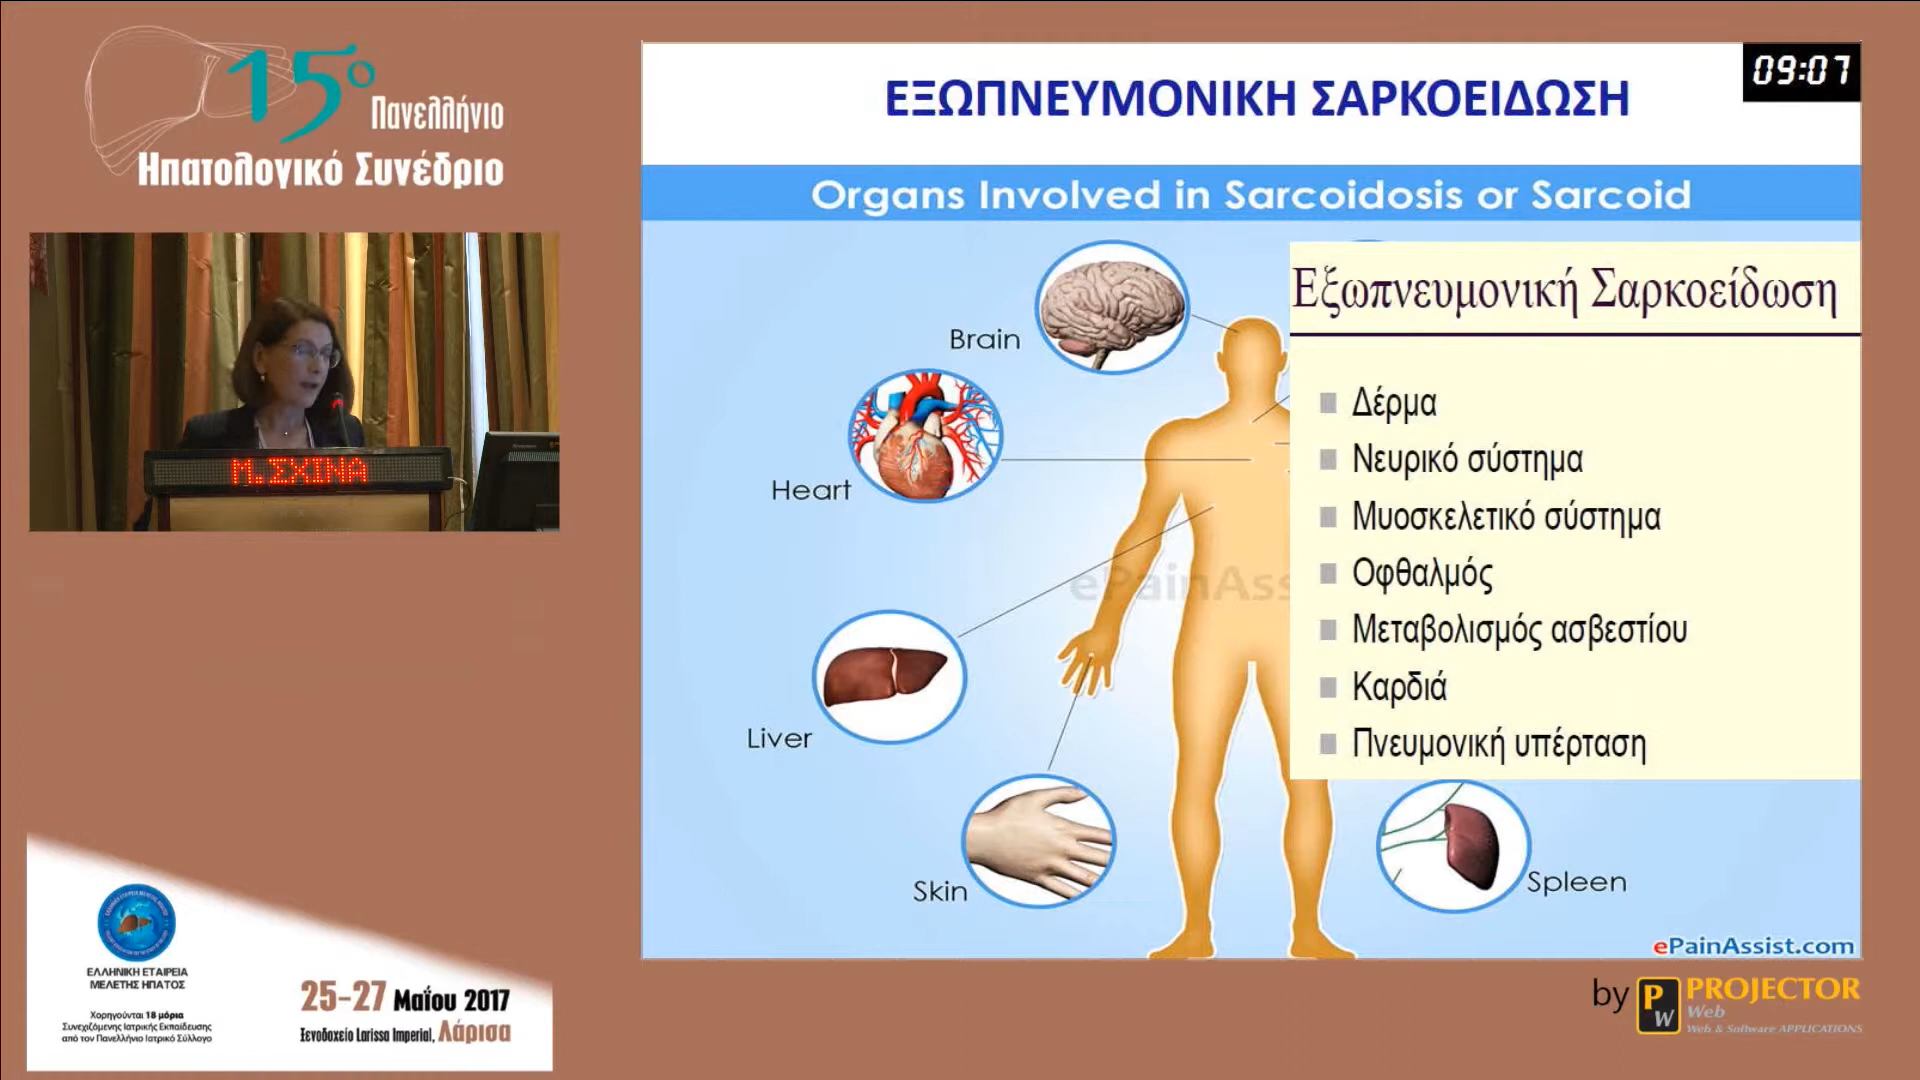 15ο
Πανελλήνιο
Ηπατολογικό Συνέδριο
Μ.ΣΧΙΝΑ
ΕΛΛΗΝΙΚΗ ΕΤΑΙΡΕΙΑ
ΜΕΛΕΤΗΣ ΗΠΑΤΟΣ
Χορηγούνται 18 μόρια
Συνεχιζόμενης Ιατρικής Εκπαίδευσης
από τον Πανελλήνιο Ιατρικό Σύλλογο
25-27 Μαΐου 2017
Ξενοδοχείο Larissa Imperial, Λάρισα
09:07
ΕΞΩΠΝΕΥΜΟΝΙΚΗ ΣΑΡΚΟΕΙΔΩΣΗ
Organs Involved in Sarcoidosis or Sarcoid
Brain
Heart
Liver
Skin
Spleen
ePainAss
Εξωπνευμονική Σαρκοείδωση
Δέρμα
Νευρικό σύστημα
Μυοσκελετικό σύστημα
Οφθαλμός
Μεταβολισμός ασβεστίου
Καρδιά
Πνευμονική υπέρταση
ePainAssist.com
by PW PROJECTOR
Web
Web & Software APPLICATIONS